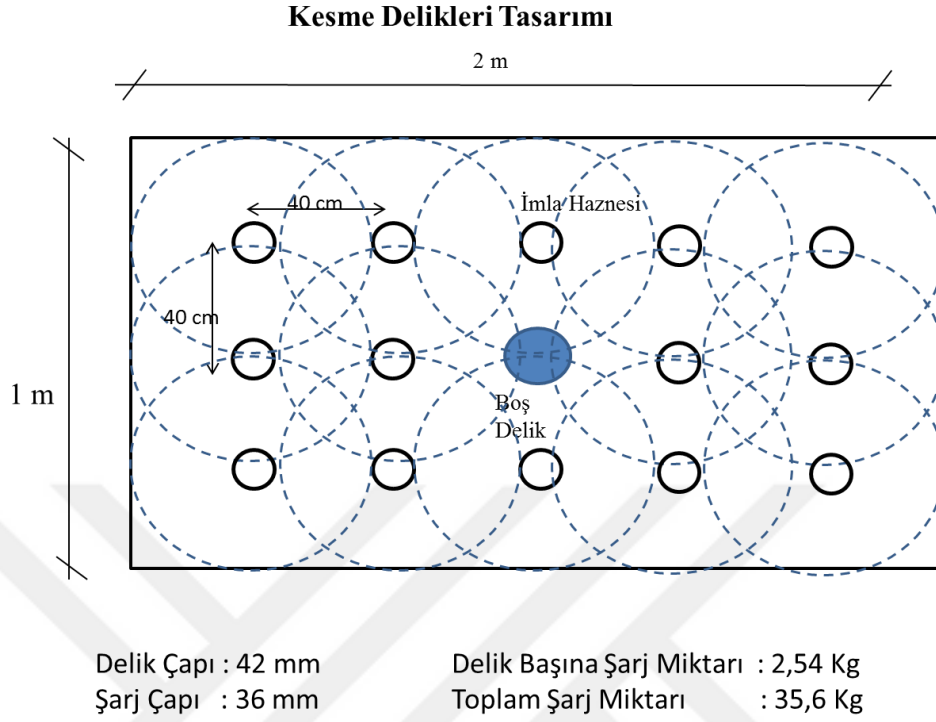 Kesme Delikleri Tasarımı
2 m
40 cm
İmla Haznesi
40 cm
1 m
Boş
Delik
Delik Çapı : 42 mm
Delik Başına Şarj Miktarı : 2,54 Kg
Şarj Çapı : 36 mm
Toplam Şarj Miktarı : 35,6 Kg